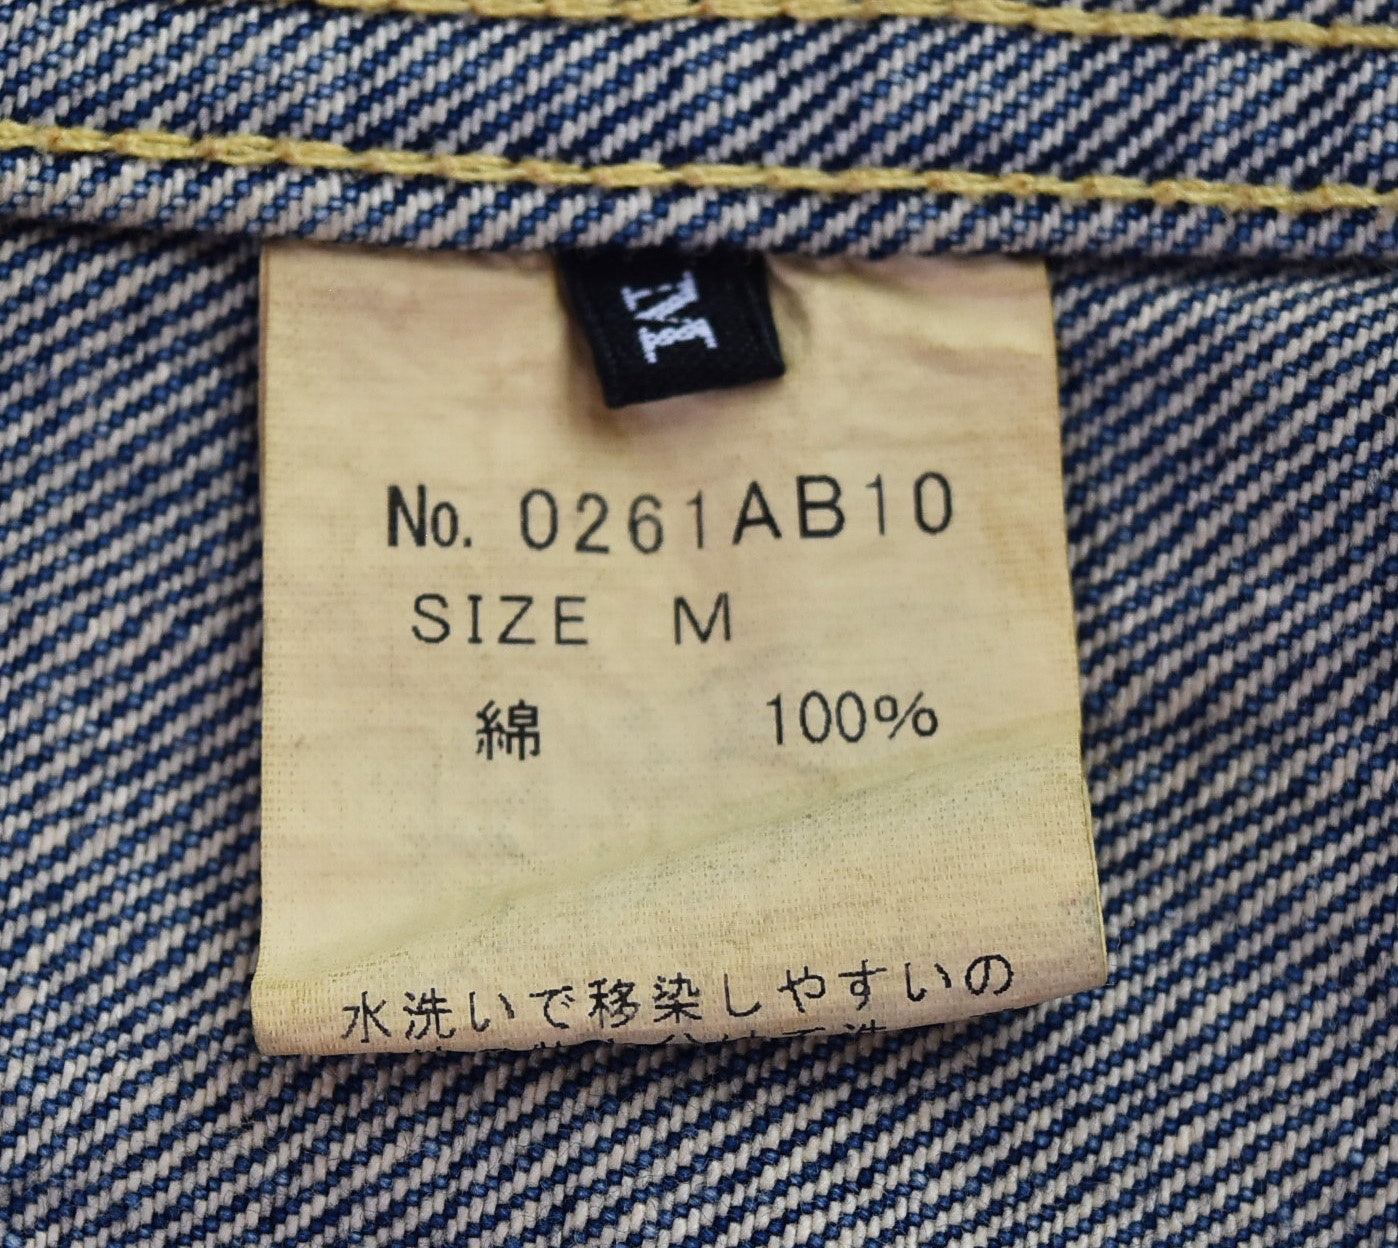 M
No. 0261AB10
SIZE M
綿 100%
水洗いで移染しやすいの